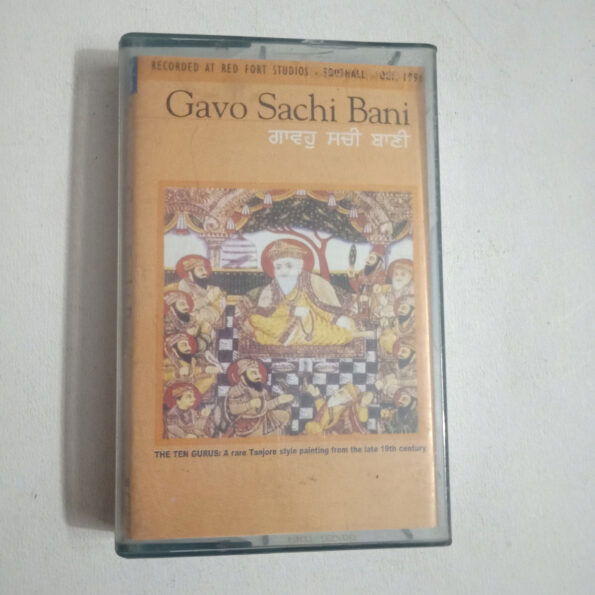 RECORDED AT RED FORT STUDIOS - SOUTHALL
Gavo Sachi Bani
ਗਾਵਹੁ ਸਚੀ ਬਾਣੀ
THE TEN GURUS: A rare Tanjore style painting from the late 19th century